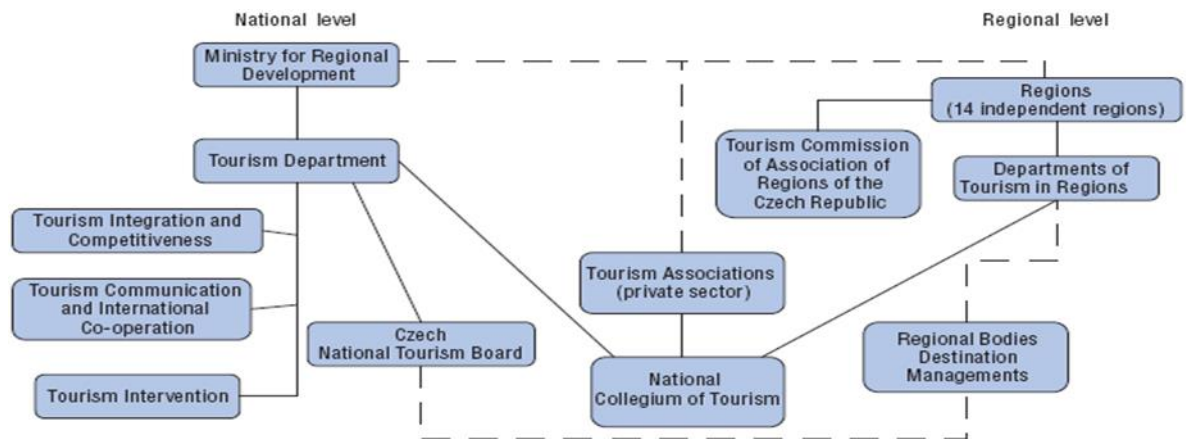 National level
Regional level
Ministry for Regional
Development
Regions
(14 independent regions)
Tourism Department
Tourism Commission
of Association of
Regions of the
Czech Republic
Departments of
Tourism in Regions
Tourism Integration and
Competitiveness
Tourism Communication
and International
Co-operation
Tourism Associations
(private sector)
Czech
National Tourism Board
Regional Bodies
Destination
Managements
Tourism Intervention
National
Collegium of Tourism